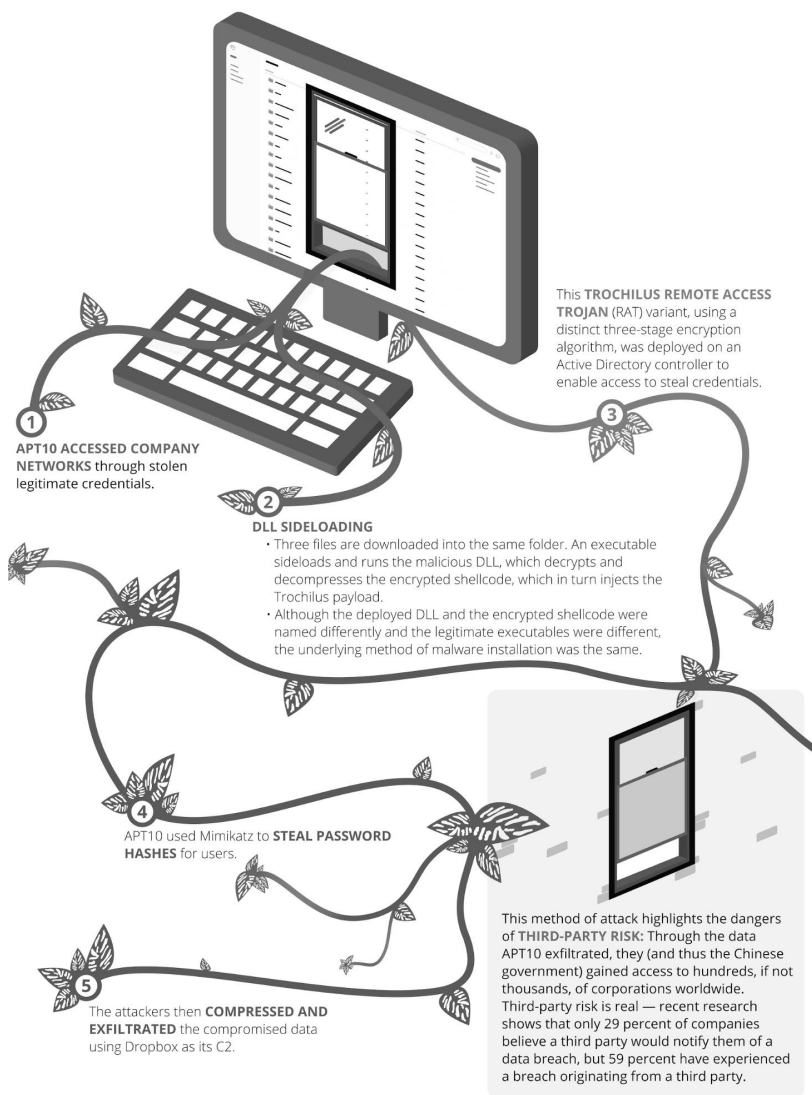 1
APT10 ACCESSED COMPANY
NETWORKS through stolen
legitimate credentials.
2
DLL SIDELOADING
• Three files are downloaded into the same folder. An executable
sideloads and runs the malicious DLL, which decrypts and
decompresses the encrypted shellcode, which in turn injects the
Trochilus payload.
• Although the deployed DLL and the encrypted shellcode were
named differently and the legitimate executables were different,
the underlying method of malware installation was the same.
This TROCHILUS REMOTE ACCESS
TROJAN (RAT) variant, using a
distinct three-stage encryption
algorithm, was deployed on an
Active Directory controller to
enable access to steal credentials.
3
4
APT10 used Mimikatz to STEAL PASSWORD
HASHES for users.
5
The attackers then COMPRESSED AND
EXFILTRATED the compromised data
using Dropbox as its C2.
This method of attack highlights the dangers
of THIRD-PARTY RISK: Through the data
APT10 exfiltrated, they (and thus the Chinese
government) gained access to hundreds, if not
thousands, of corporations worldwide.
Third-party risk is real — recent research
shows that only 29 percent of companies
believe a third party would notify them of a
data breach, but 59 percent have experienced
a breach originating from a third party.